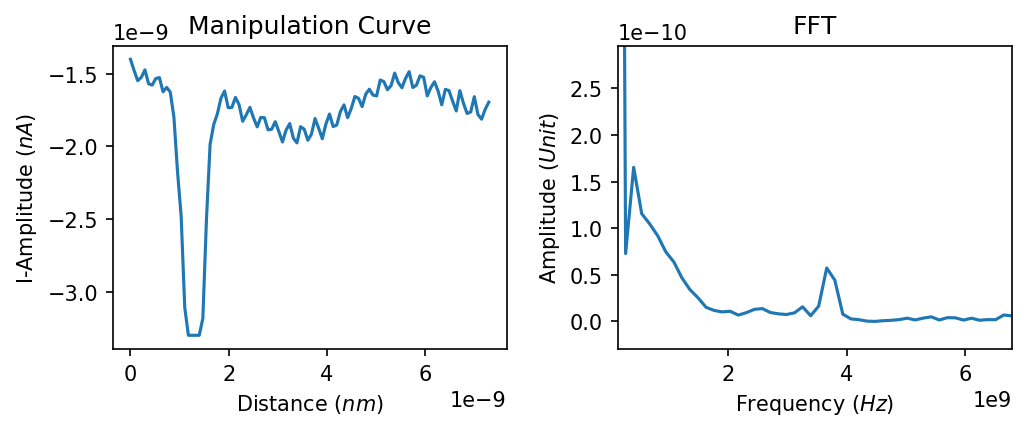 Manipulation Curve
1e−9
−1.5
−2.0
−2.5
−3.0
I-Amplitude (nA)
0 2 4 6
1e−9
Distance (nm)
FFT
1e−10
2.5
2.0
1.5
1.0
0.5
0.0
Amplitude (Unit)
2 4 6
1e9
Frequency (Hz)